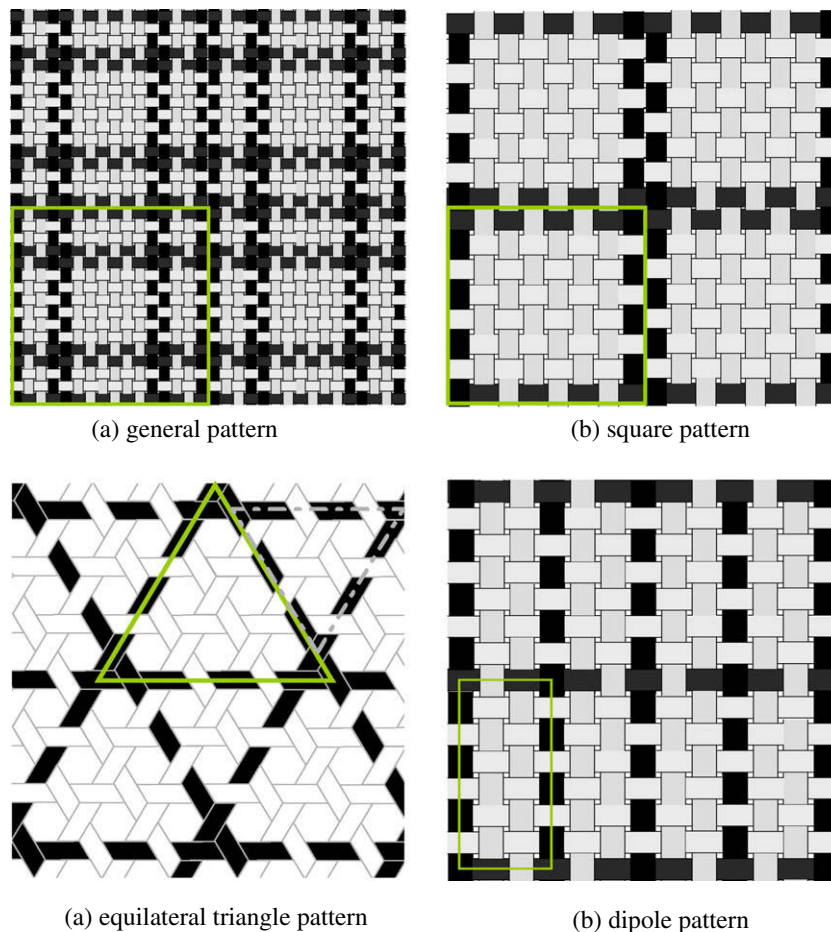 (a) general pattern
(b) square pattern
(a) equilateral triangle pattern
(b) dipole pattern